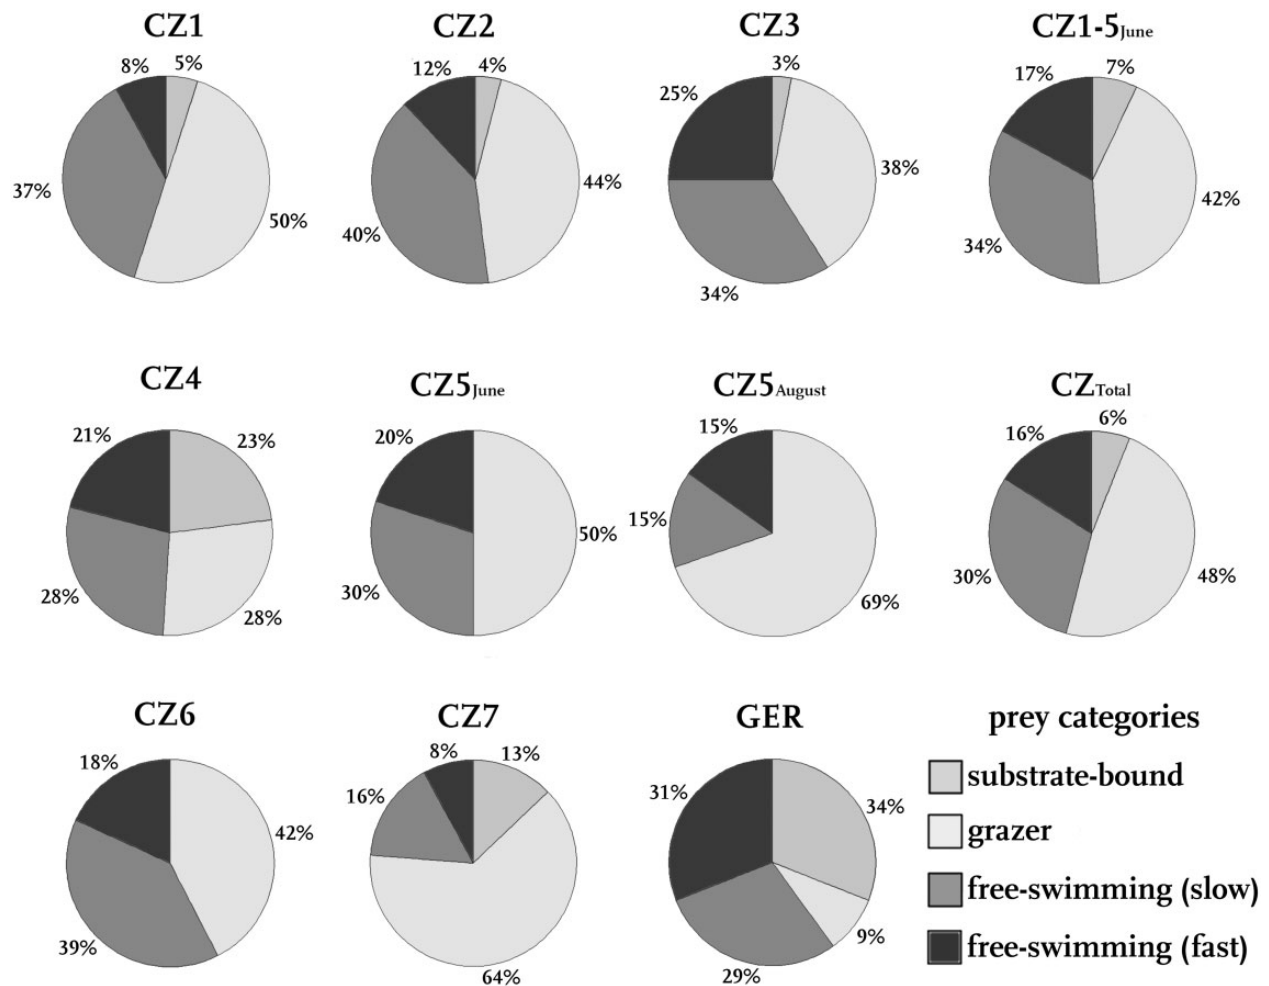 CZ1
8%
5%
37%
50%
CZ2
12%
4%
40%
44%
CZ3
25%
3%
34%
38%
CZ1-5June
17%
7%
34%
42%
CZ4
21%
23%
28%
28%
CZ5June
20%
30%
50%
CZ5August
15%
15%
69%
CZTotal
16%
6%
30%
48%
CZ6
18%
39%
42%
CZ7
8%
13%
16%
64%
GER
31%
34%
29%
9%
prey categories
substrate-bound
grazer
free-swimming (slow)
free-swimming (fast)